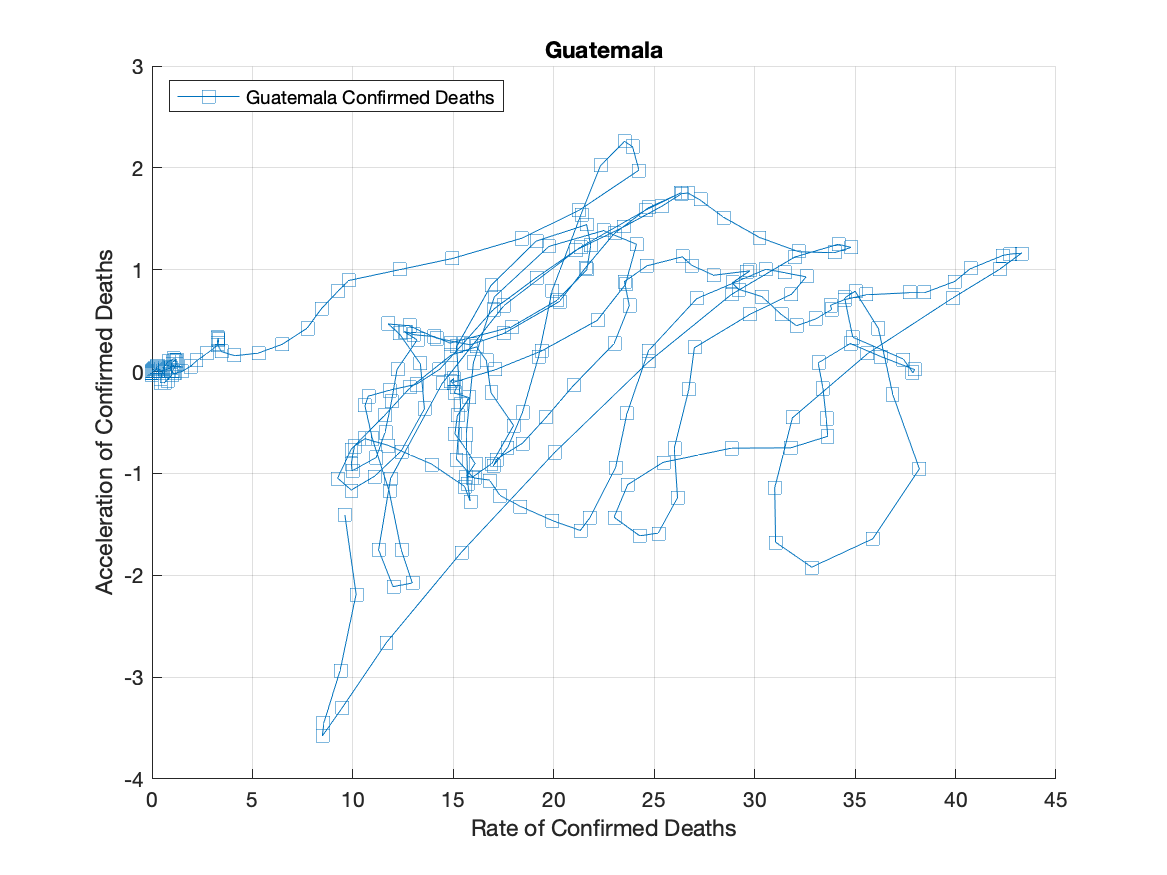 Guatemala
Guatemala Confirmed Deaths
3
2
1
0
-1
-2
-3
-4
Acceleration of Confirmed Deaths
0 5 10 15 20 25 30 35 40 45
Rate of Confirmed Deaths